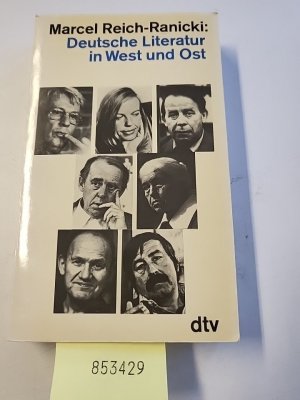 Marcel Reich-Ranicki:
Deutsche Literatur
in West und Ost
dtv
853429